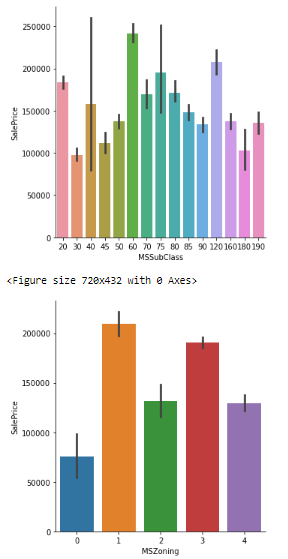 250000
200000
150000
100000
50000
0
SalePrice
20 30 40 45 50 60 70 75 80 85 90 120 160 180 190
MSSubClass
<Figure size 720x432 with 0 Axes>
200000
150000
100000
50000
0
SalePrice
0 1 2 3 4
MSZoning